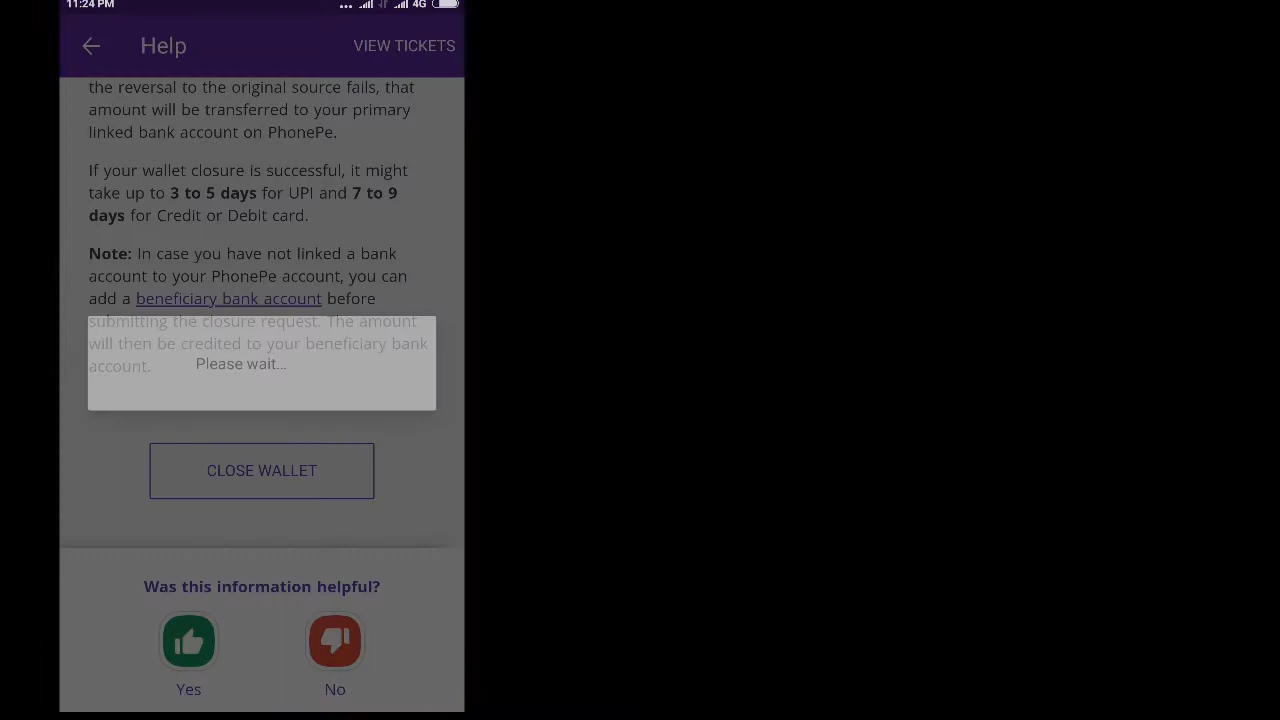 11:24 PM
4G
Help
VIEW TICKETS
the reversal to the original source fails, that
amount will be transferred to your primary
linked bank account on PhonePe.
If your wallet closure is successful, it might
take up to 3 to 5 days for UPI and 7 to 9
days for Credit or Debit card.
Note: In case you have not linked a bank
account to your PhonePe account, you can
add a beneficiary bank account before
submitting the closure request. The amount
will then be credited to your beneficiary bank
account.
Please wait...
CLOSE WALLET
Was this information helpful?
Yes
No